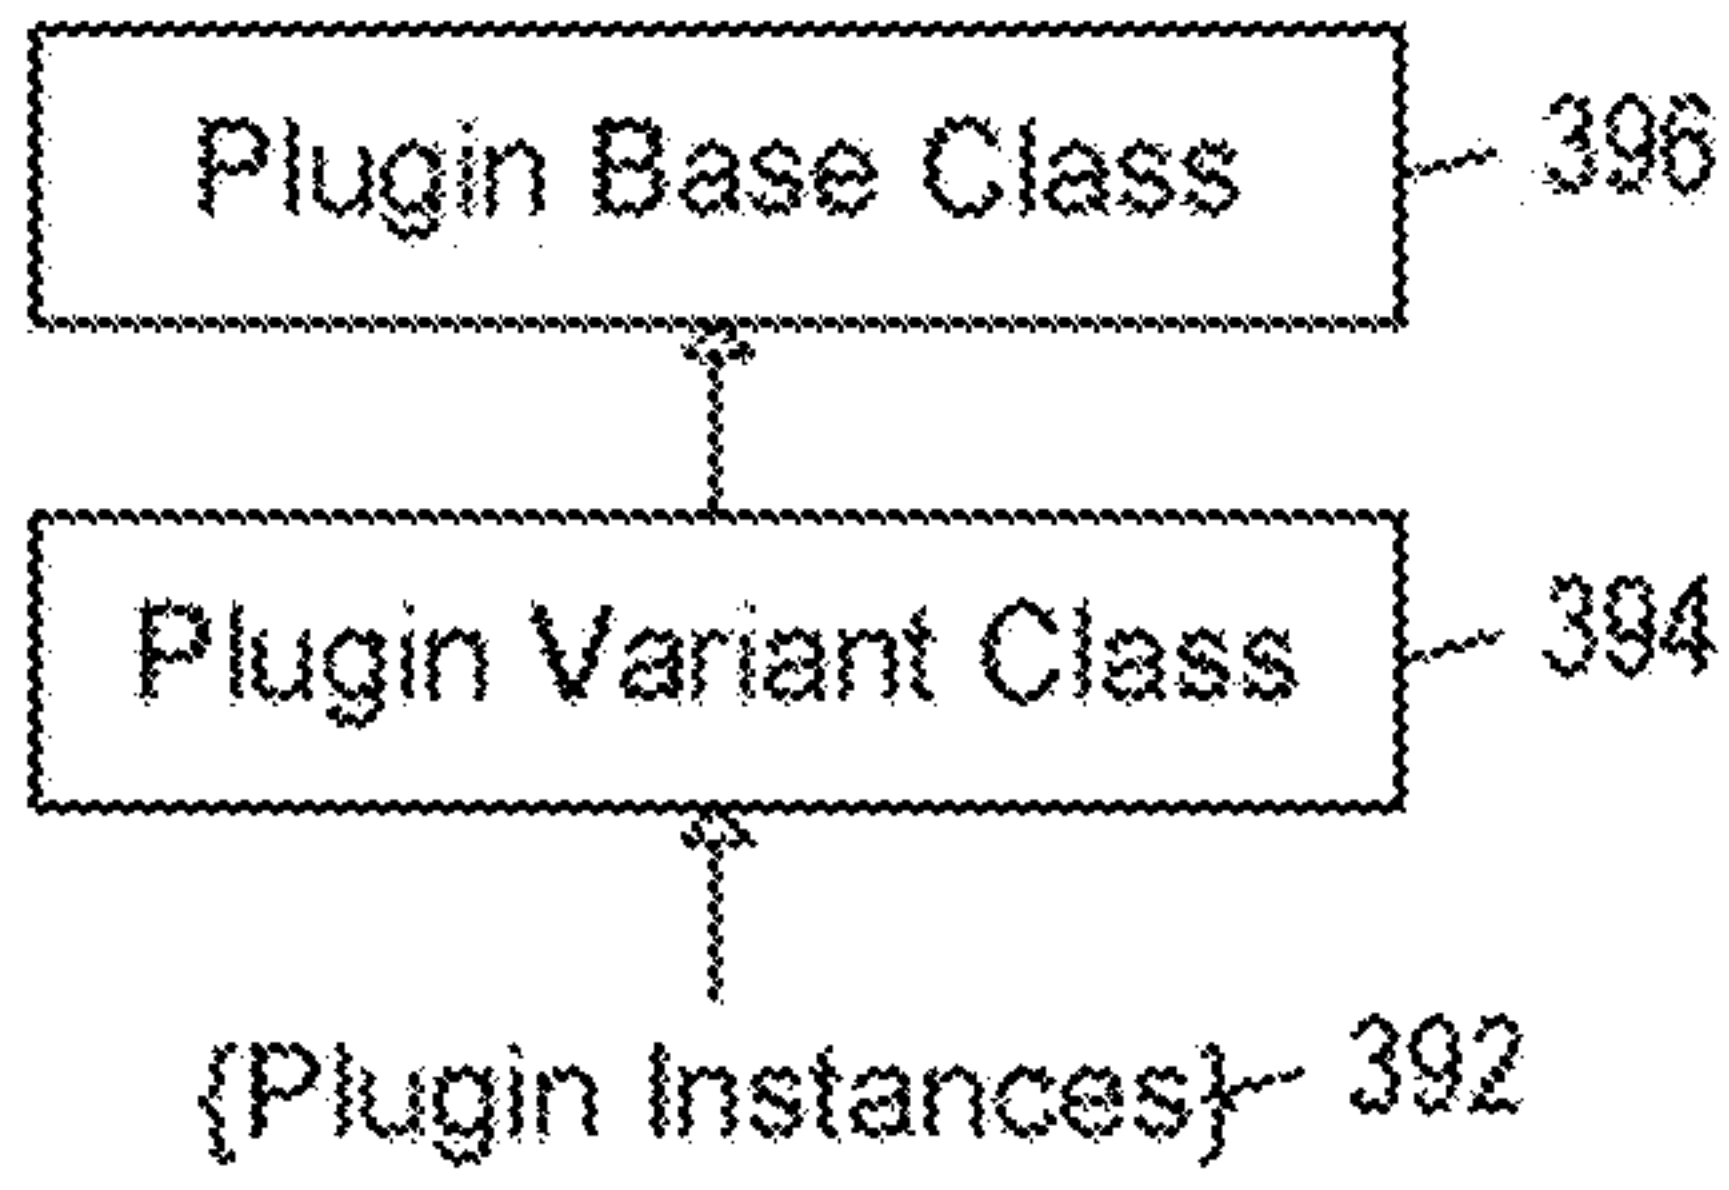 Plugin Base Class 396
Plugin Variant Class 394
{Plugin Instances} 392